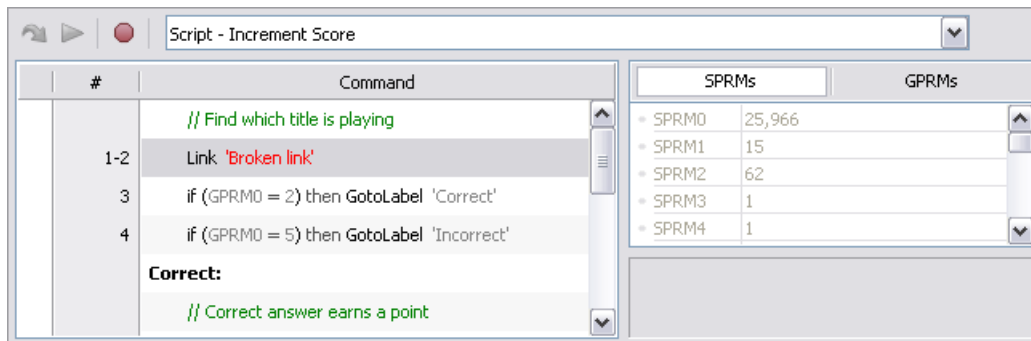 Script - Increment Score
# Command
// Find which title is playing
1-2 Link 'Broken link'
3 if (GPRM0 = 2) then GotoLabel 'Correct'
4 if (GPRM0 = 5) then GotoLabel 'Incorrect'
Correct:
// Correct answer earns a point
SPRMs GPRMs
SPRM0 25,966
SPRM1 15
SPRM2 62
SPRM3 1
SPRM4 1